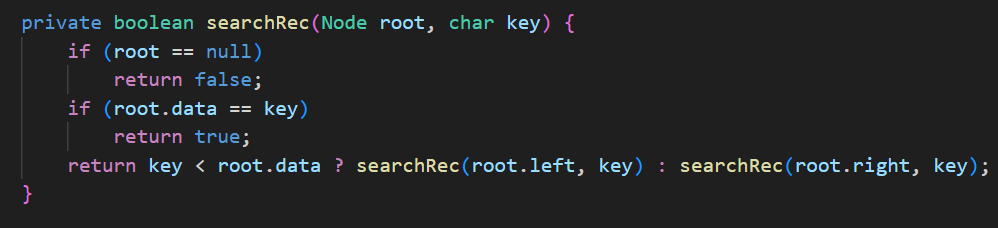 private boolean searchRec(Node root, char key) {
    if (root == null)
        return false;
    if (root.data == key)
        return true;
    return key < root.data ? searchRec(root.left, key) : searchRec(root.right, key);
}